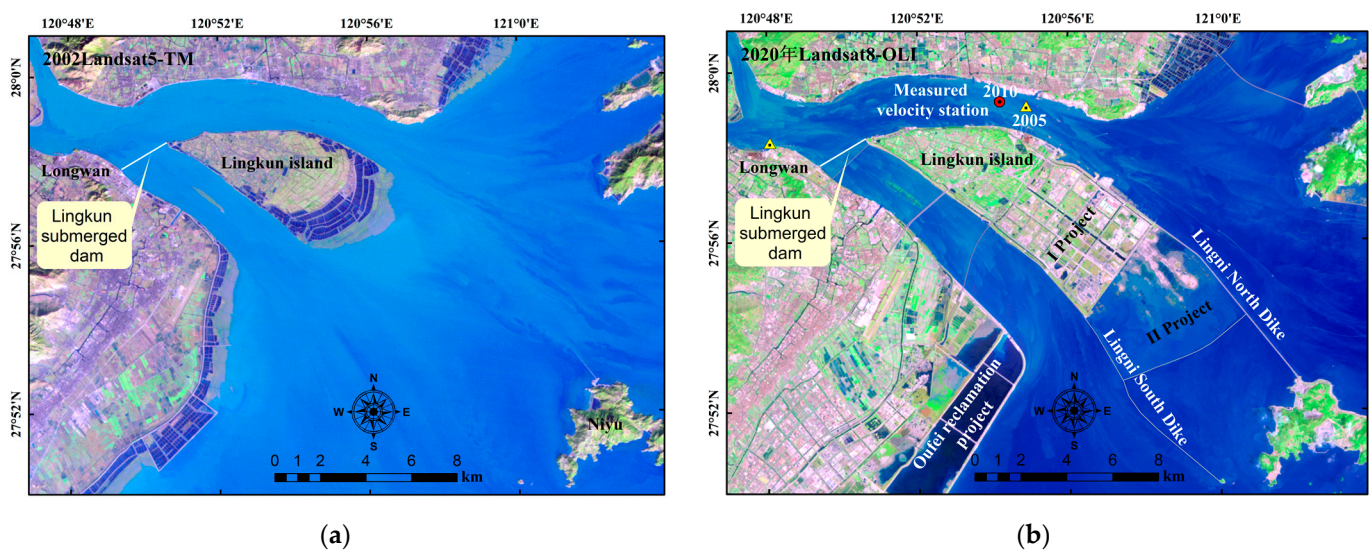 120°48'E 120°52'E 120°56'E 121°0'E
2002Landsat5-TM
28°0'N
27°56'N
27°52'N
Longwan
Lingkun island
Lingkun
submerged
dam
Niyu
N
W E
S
0 1 2 4 6 8
km
(a)
120°48'E 120°52'E 120°56'E 121°0'E
2020年Landsat8-OLI
28°0'N
27°56'N
27°52'N
Measured
velocity station
2010
2005
Longwan
Lingkun island
Lingkun
submerged
dam
I Project
II Project
Lingni North Dike
Lingni South Dike
Oufei reclamation
project
N
W E
S
0 1 2 4 6 8
km
(b)